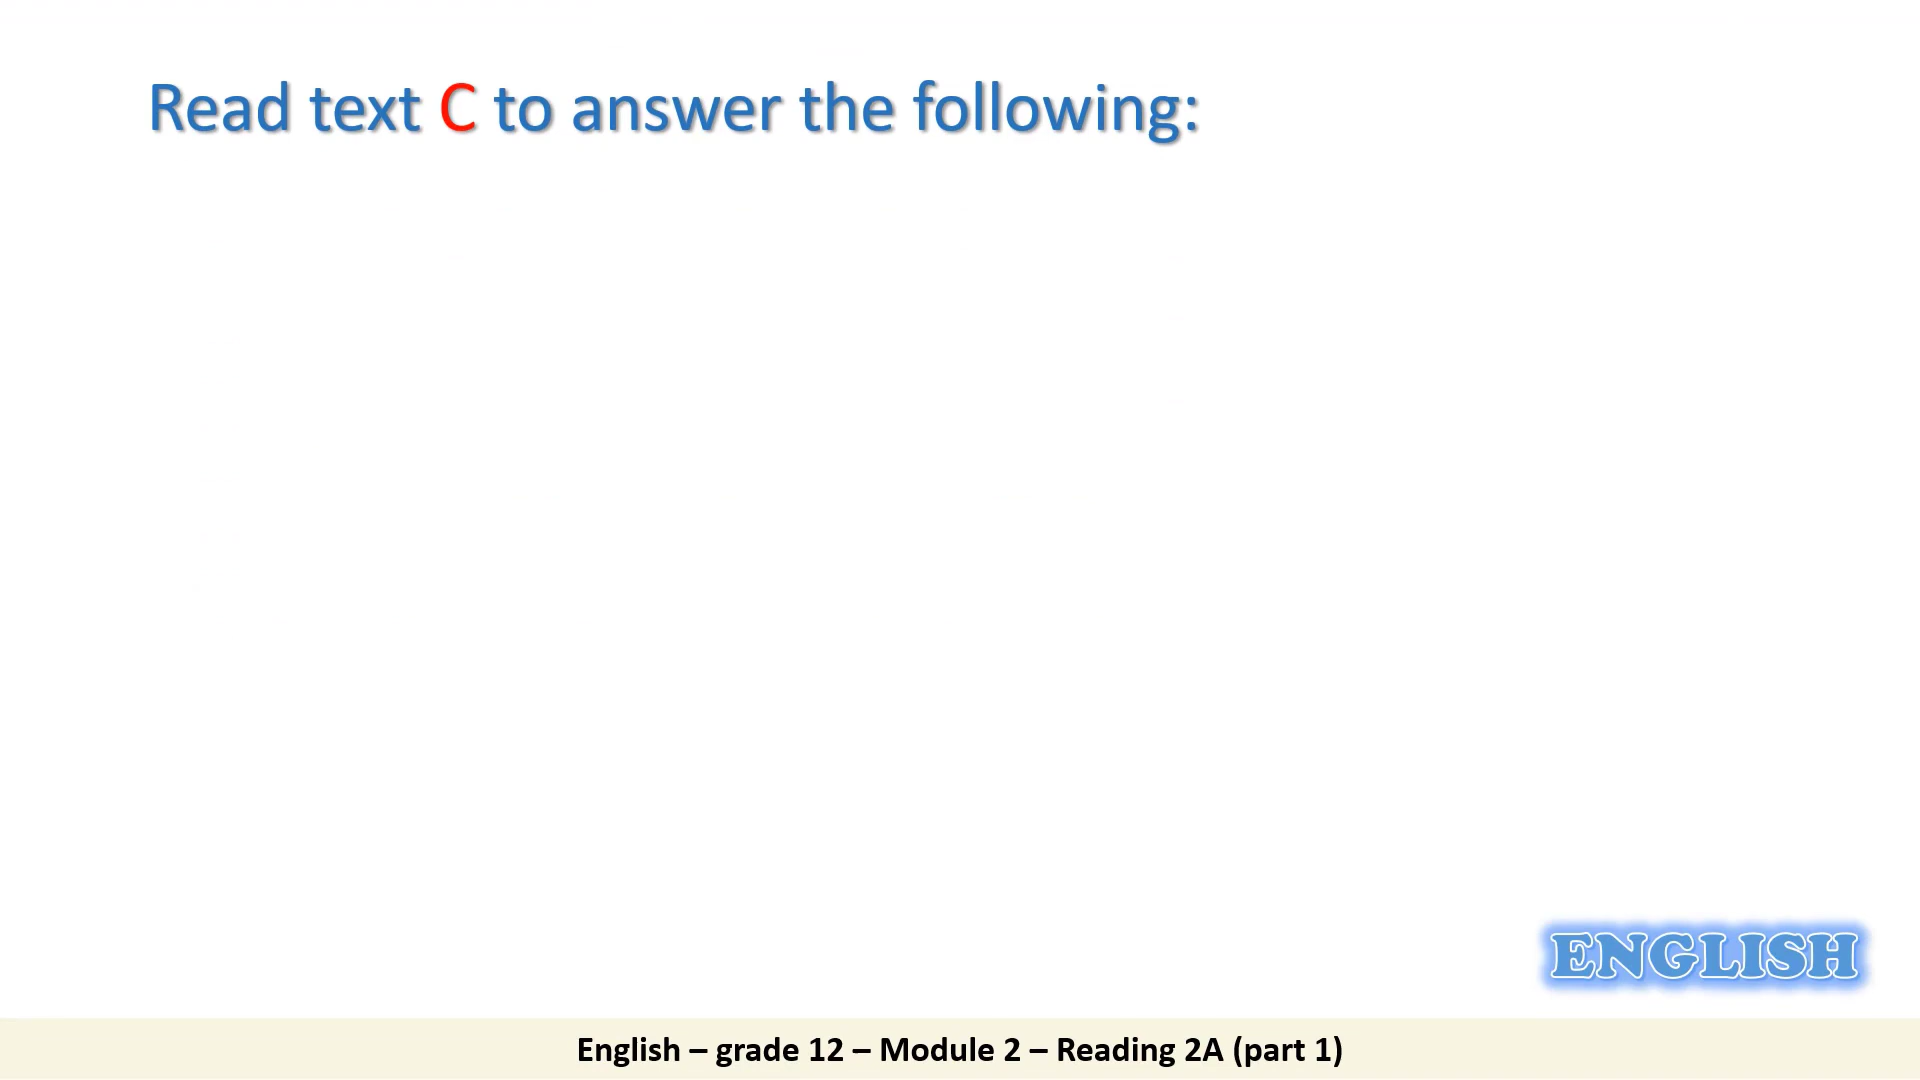 Read text C to answer the following:
ENGLISH
English – grade 12 – Module 2 – Reading 2A (part 1)